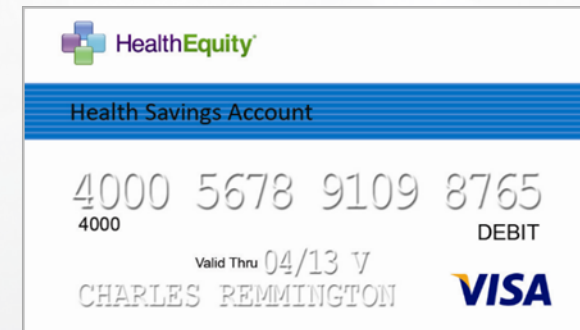 HealthEquity
Health Savings Account
4000 5678 9109 8765
4000
DEBIT
Valid Thru 04/13 V
CHARLES REMMINGTON
VISA